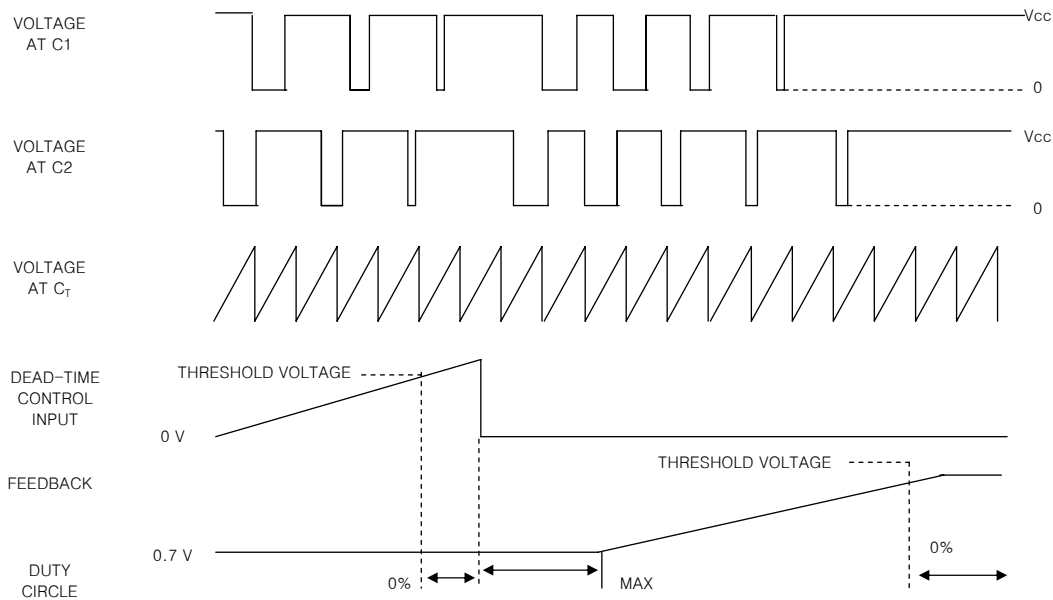 VOLTAGE
AT C1
Vcc
0
VOLTAGE
AT C2
Vcc
0
VOLTAGE
AT CT
DEAD-TIME
CONTROL
INPUT
THRESHOLD VOLTAGE
0 V
THRESHOLD VOLTAGE
FEEDBACK
0.7 V
0%
DUTY
CIRCLE
0%
MAX